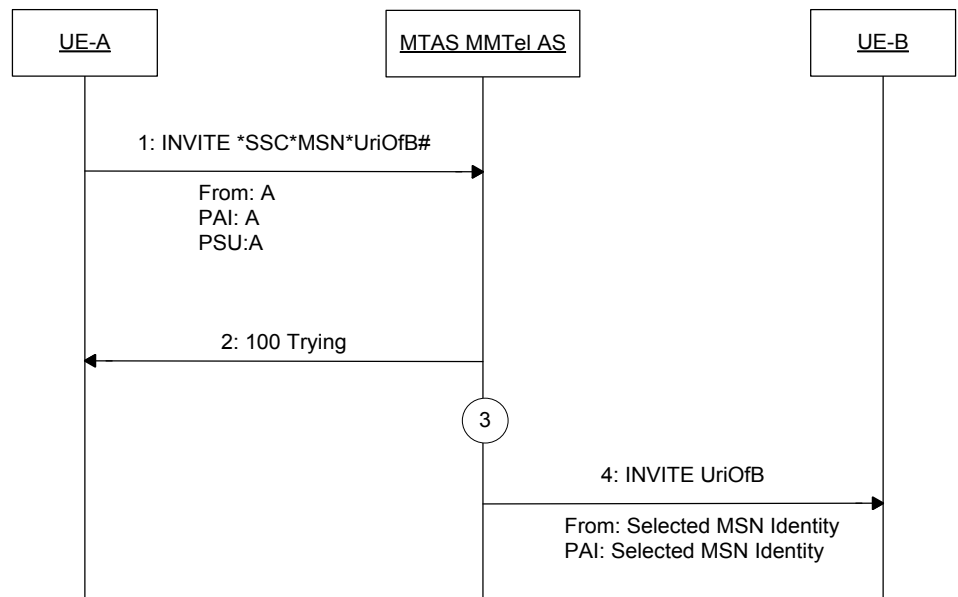 UE-A
MTAS MMTel AS
UE-B
1: INVITE *SSC*MSN*UriOfB#
From: A
PAI: A
PSU:A
2: 100 Trying
3
4: INVITE UriOfB
From: Selected MSN Identity
PAI: Selected MSN Identity